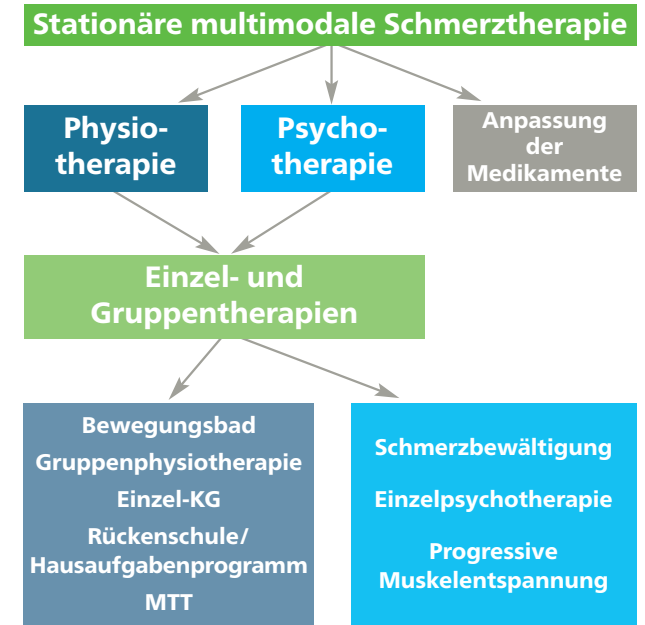 Stationäre multimodale Schmerztherapie
Physio-
therapie
Psycho-
therapie
Anpassung
der
Medikamente
Einzel- und
Gruppentherapien
Bewegungsbad
Gruppenphysiotherapie
Einzel-KG
Rückenschule/
Hausaufgabenprogramm
MTT
Schmerzbewältigung
Einzelpsychotherapie
Progressive
Muskelentspannung